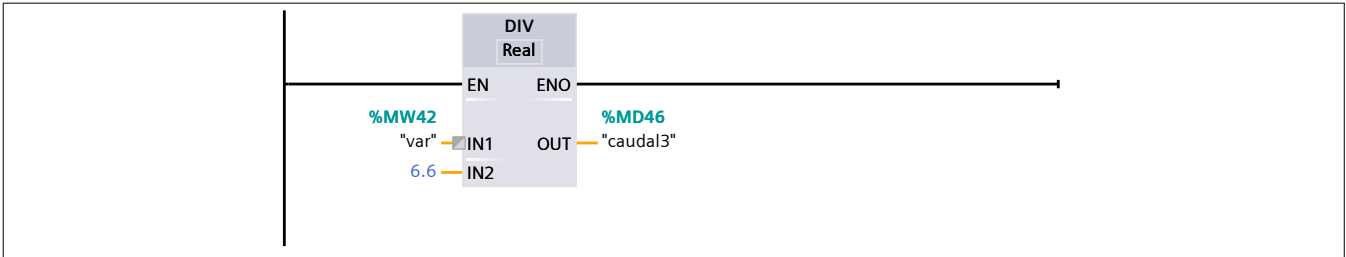 DIV
Real
EN ENO
%MW42 %MD46
"var" IN1 OUT "caudal3"
6.6 IN2